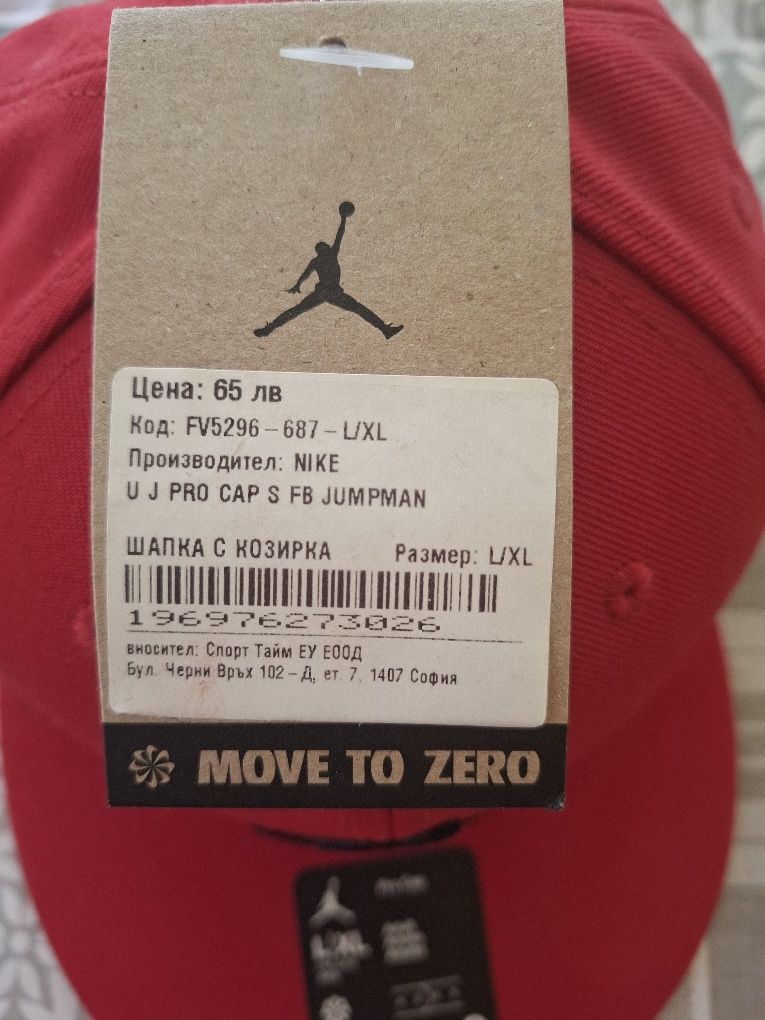 Цена: 65 лв
Код: FV5296-687-L/XL
Производител: NIKE
U J PRO CAP S FB JUMPMAN
ШАПКА С КОЗИРКА Размер: L/XL
196976273026
вносител: Спорт Тайм ЕУ ЕООД
Бул. Черни Връх 102-Д, ет. 7, 1407 София
MOVE TO ZERO
L/XL